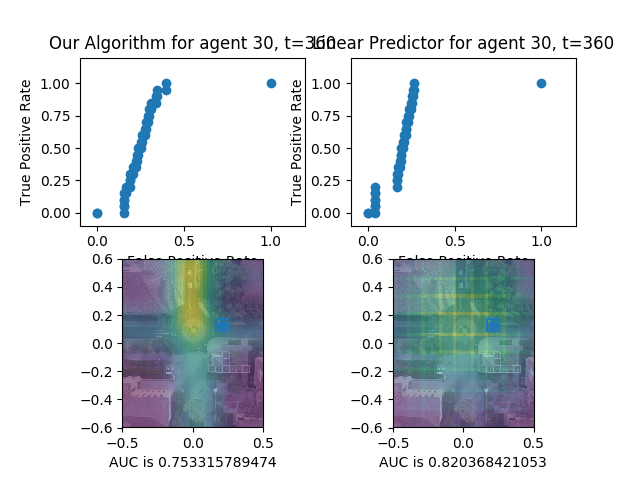 Our Algorithm for agent 30, t=360
Linear Predictor for agent 30, t=360
True Positive Rate
1.00
0.75
0.50
0.25
0.00
0.0 0.5 1.0
False Positive Rate
True Positive Rate
1.00
0.75
0.50
0.25
0.00
0.0 0.5 1.0
False Positive Rate
0.6
0.4
0.2
0.0
−0.2
−0.4
−0.6
−0.5 0.0 0.5
AUC is 0.753315789474
0.6
0.4
0.2
0.0
−0.2
−0.4
−0.6
−0.5 0.0 0.5
AUC is 0.820368421053